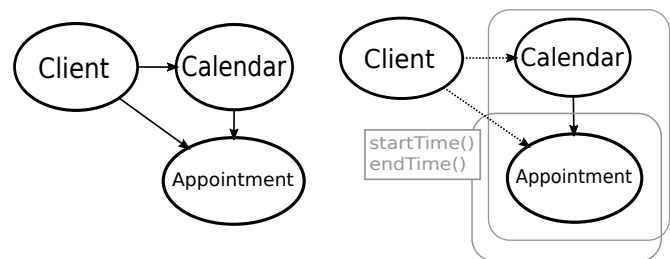 Client
Calendar
Appointment
Client
Calendar
startTime()
endTime()
Appointment